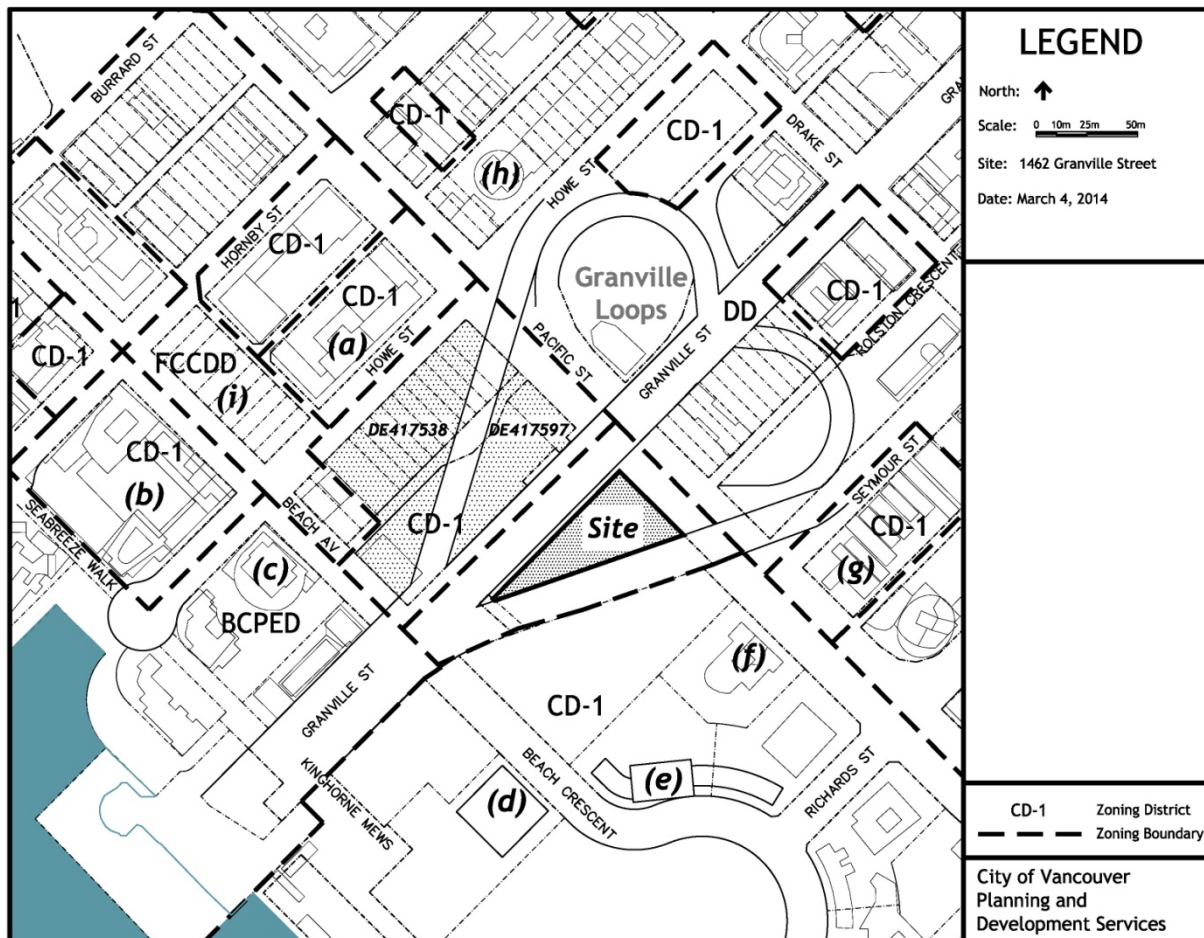 BURRARD ST
CD-1
DRAKE ST
CD-1
(h)
HOWE ST
HORNBY ST
CD-1
CD-1
(a)
HOWE ST
Granville
Loops
DD
CD-1
ROLSTON CRESCENT
PACIFIC ST
GRANVILLE ST
CD-1
FCCDD
(i)
DE417538
DE417597
SEYMOUR ST
CD-1
(g)
CD-1
(b)
SEABREEZE WALK
BEACH AV
CD-1
Site
(c)
BCPED
(f)
GRANVILLE ST
CD-1
KINGHORNE MEWS
(d)
BEACH CRESCENT
(e)
RICHARDS ST
LEGEND
North:
Scale: 0 10m 25m 50m
Site: 1462 Granville Street
Date: March 4, 2014
CD-1 Zoning District
Zoning Boundary
City of Vancouver
Planning and
Development Services